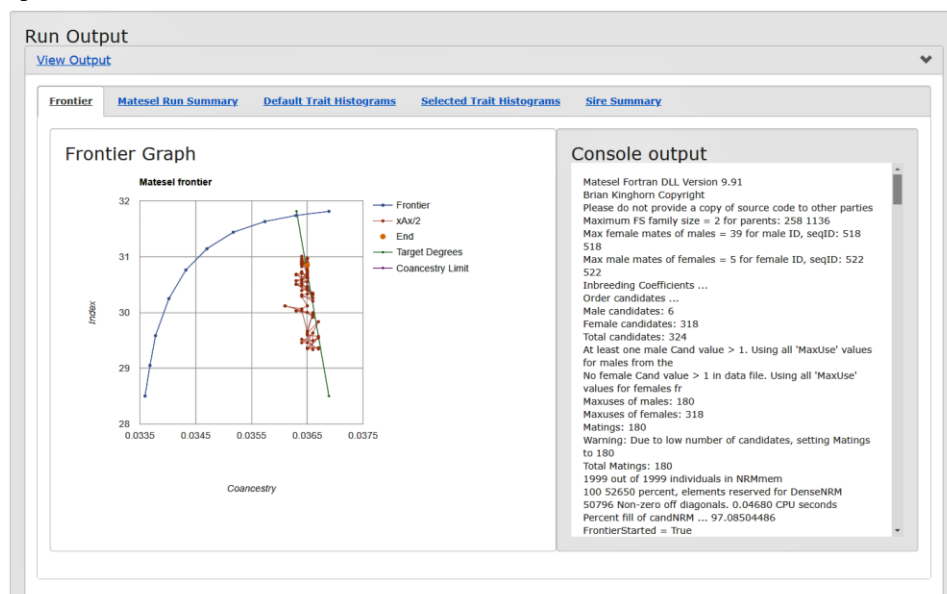 Run Output
View Output
Frontier
Matesel Run Summary
Default Trait Histograms
Selected Trait Histograms
Sire Summary
Frontier Graph
Matesel frontier
32
31
30
29
28
Index
0.0335
0.0345
0.0355
0.0365
0.0375
Coancestry
Frontier
xAx/2
End
Target Degrees
Coancestry Limit
Console output
Matesel Fortran DLL Version 9.91
Brian Kinghorn Copyright
Please do not provide a copy of source code to other parties
Maximum FS family size = 2 for parents: 258 1136
Max female mates of males = 39 for male ID, seqID: 518
518
Max male mates of females = 5 for female ID, seqID: 522
522
Inbreeding Coefficients ...
Order candidates ...
Male candidates: 6
Female candidates: 318
Total candidates: 324
At least one male Cand value > 1. Using all 'MaxUse' values
for males from the
No female Cand value > 1 in data file. Using all 'MaxUse'
values for females fr
Maxuses of males: 180
Maxuses of females: 318
Matings: 180
Warning: Due to low number of candidates, setting Matings
to 180
Total Matings: 180
1999 out of 1999 individuals in NRMmem
100 52650 percent, elements reserved for DenseNRM
50796 Non-zero off diagonals. 0.04680 CPU seconds
Percent fill of candNRM ... 97.08504486
FrontierStarted = True